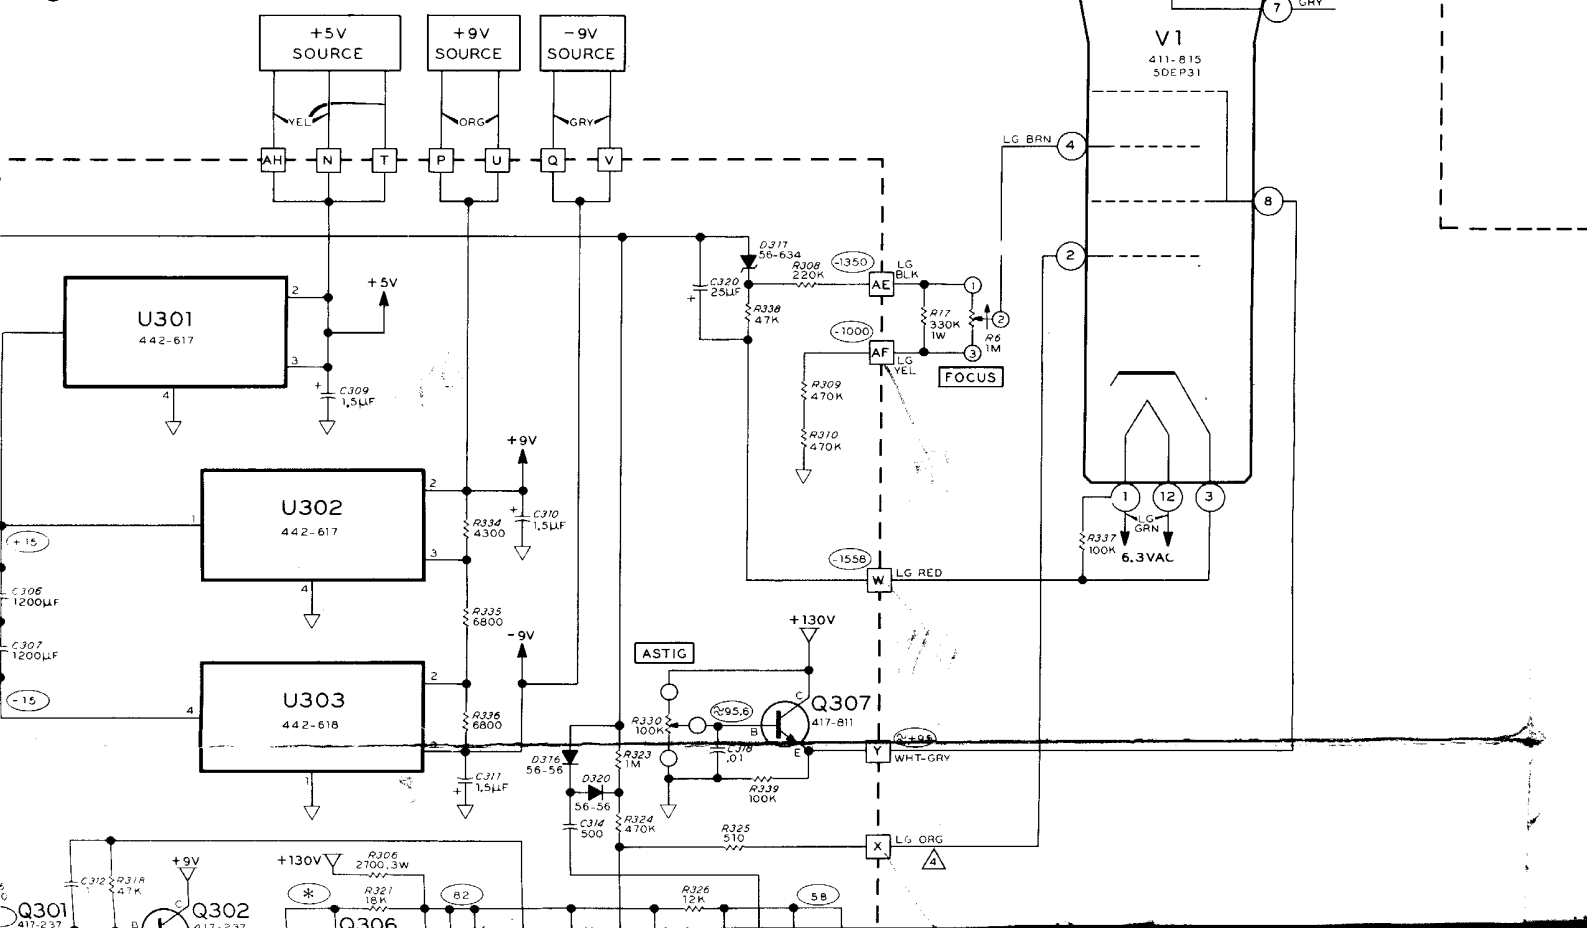 +5V
SOURCE
+9V
SOURCE
-9V
SOURCE
YEL
ORG
GRY
AH
N
T
P
U
Q
V
7
GRY
V1
411-815
5DEP31
LG BRN
4
8
2
D317
56-634
C320
25µF
+
R308
220K
-1350
LG
BLK
AE
R338
47K
1
R17
330K
1W
2
R6
1M
3
-1000
AF
LG
YEL
FOCUS
R309
470K
R310
470K
U301
442-617
2
3
4
+5V
+
C309
1.5µF
+9V
U302
442-617
1
2
3
4
+15
R334
4300
+
C310
1.5µF
C306
1200µF
C307
1200µF
R335
6800
-9V
-15
U303
442-618
4
2
1
R336
6800
C311
1.5µF
+
1
12
3
LG
GRN
R337
100K
6.3VAC
-1558
W
LG RED
+130V
ASTIG
R330
100K
≈95.6
B
C
E
Q307
417-811
C318
.01
R339
100K
Y
WHT-GRY
D316
56-56
R323
1M
D320
56-56
C314
500
R324
470K
R325
510
X
LG ORG
4
C312
R318
47K
+9V
+130V
R306
2700,3W
R321
18K
82
R326
12K
58
*
Q301
417-237
B
C
Q302
417-237
Q306